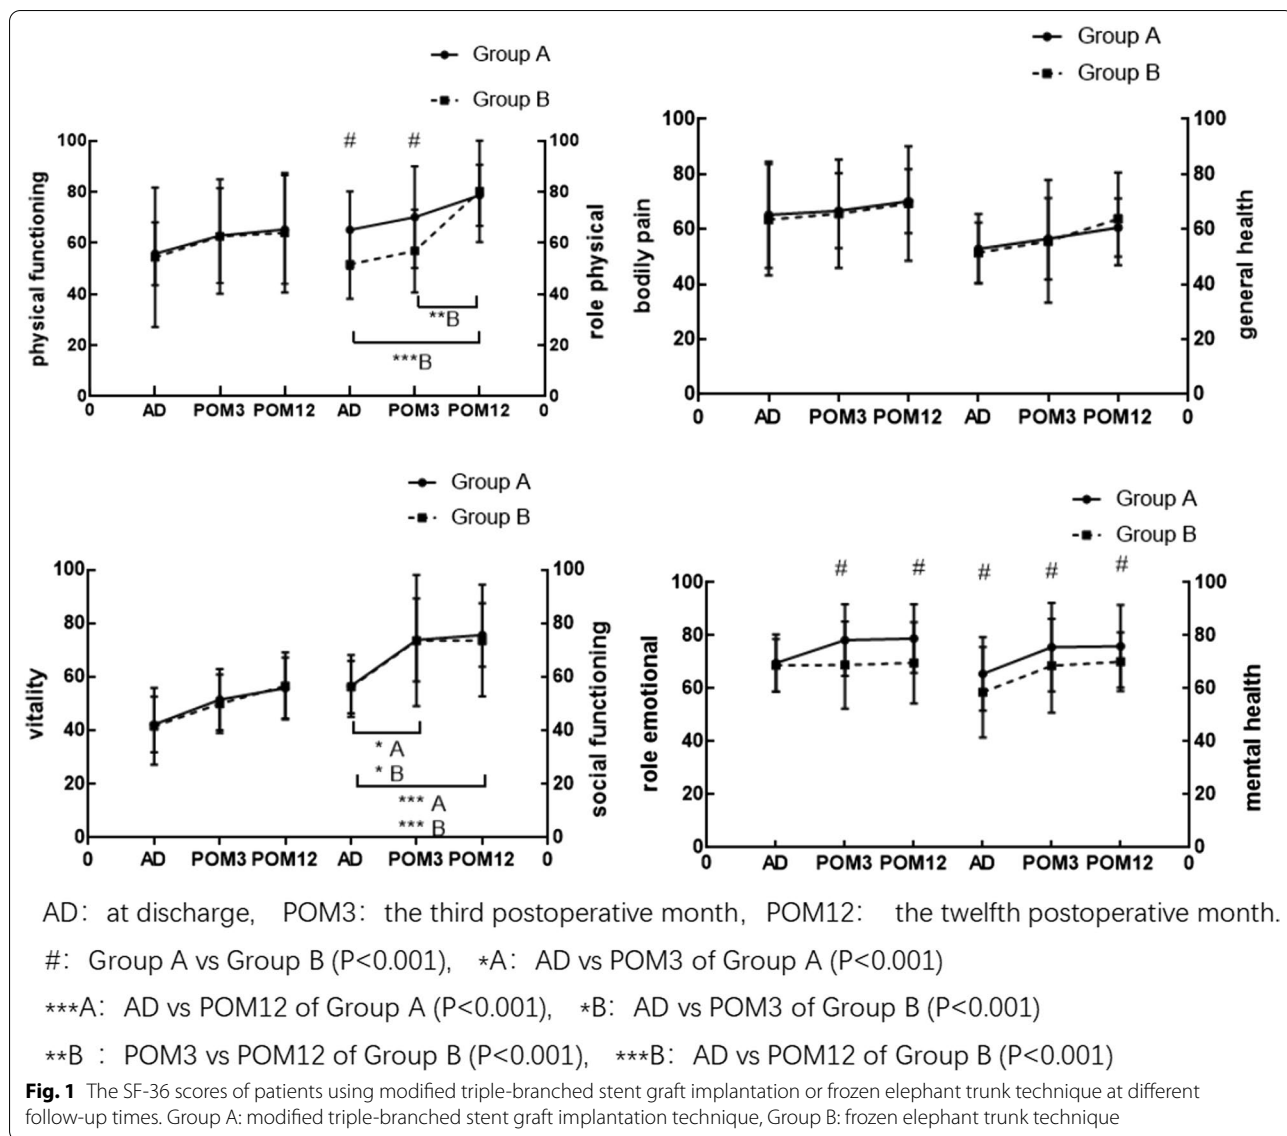 Group A
Group B
100
80
60
40
20
0
physical functioning
# #
100
80
60
40
20
0
role physical
**B
***B
0 AD POM3 POM12 AD POM3 POM12 0
Group A
Group B
100
80
60
40
20
0
bodily pain
100
80
60
40
20
0
general health
0 AD POM3 POM12 AD POM3 POM12 0
Group A
Group B
100
80
60
40
20
0
vitality
100
80
60
40
20
0
social functioning
* A
* B
*** A
*** B
0 AD POM3 POM12 AD POM3 POM12 0
Group A
Group B
# # # # #
100
80
60
40
20
role emotional
100
80
60
40
20
0
mental health
0 AD POM3 POM12 AD POM3 POM12 0
AD: at discharge, POM3: the third postoperative month, POM12: the twelfth postoperative month.
#: Group A vs Group B (P<0.001), *A: AD vs POM3 of Group A (P<0.001)
***A: AD vs POM12 of Group A (P<0.001), *B: AD vs POM3 of Group B (P<0.001)
**B : POM3 vs POM12 of Group B (P<0.001), ***B: AD vs POM12 of Group B (P<0.001)
Fig. 1 The SF-36 scores of patients using modified triple-branched stent graft implantation or frozen elephant trunk technique at different
follow-up times. Group A: modified triple-branched stent graft implantation technique, Group B: frozen elephant trunk technique